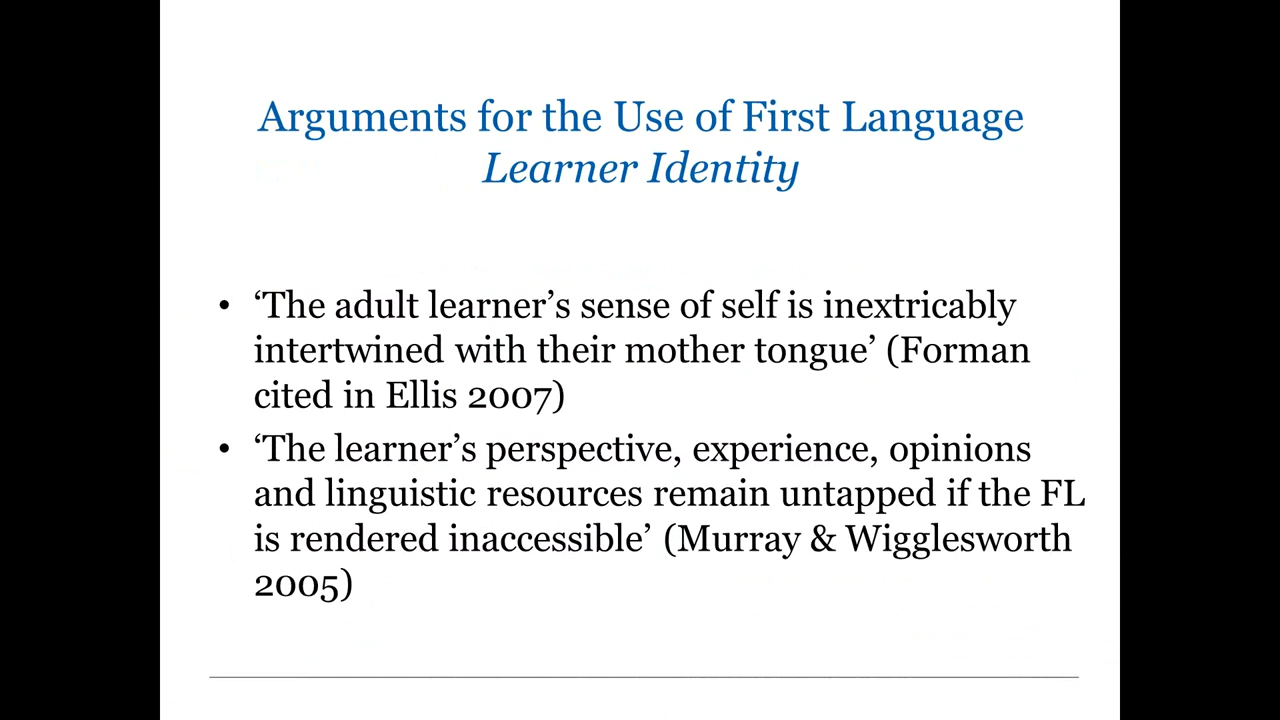 Arguments for the Use of First Language
Learner Identity
• ‘The adult learner’s sense of self is inextricably
intertwined with their mother tongue’ (Forman
cited in Ellis 2007)
• ‘The learner’s perspective, experience, opinions
and linguistic resources remain untapped if the FL
is rendered inaccessible’ (Murray & Wigglesworth
2005)